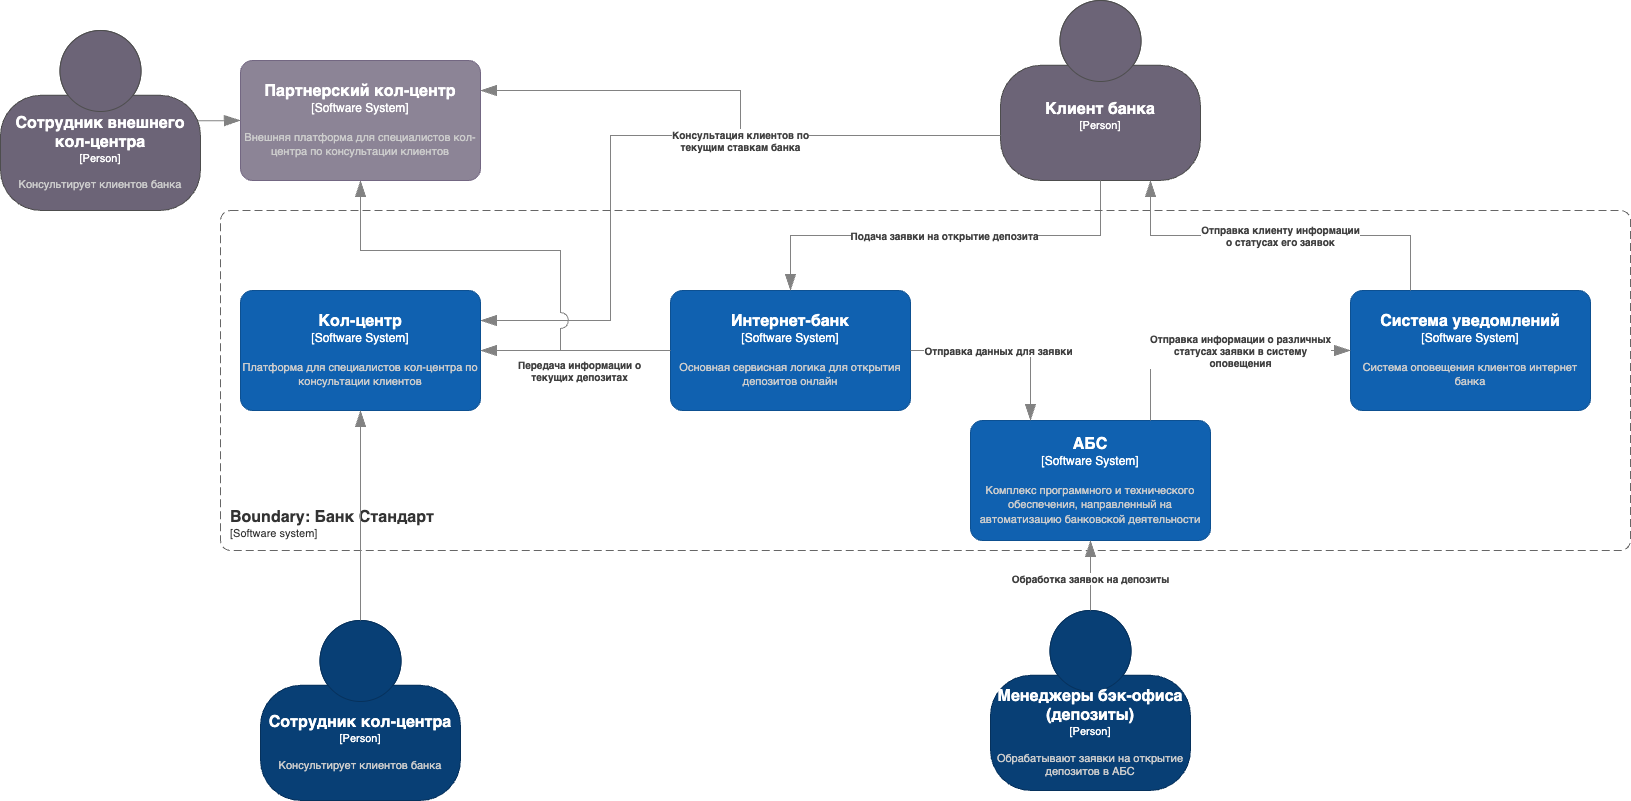 Сотрудник внешнего
кол-центра
[Person]
Консультирует клиентов банка
Партнерский кол-центр
[Software System]
Внешняя платформа для специалистов кол-
центра по консультации клиентов
Клиент банка
[Person]
Консультация клиентов по
текущим ставкам банка
Подача заявки на открытие депозита
Отправка клиенту информации
о статусах его заявок
Кол-центр
[Software System]
Платформа для специалистов кол-центра по
консультации клиентов
Передача информации о
текущих депозитах
Интернет-банк
[Software System]
Основная сервисная логика для открытия
депозитов онлайн
Отправка данных для заявки
Отправка информации о различных
статусах заявки в систему
оповещения
Система уведомлений
[Software System]
Система оповещения клиентов интернет
банка
АБС
[Software System]
Комплекс программного и технического
обеспечения, направленный на
автоматизацию банковской деятельности
Boundary: Банк Стандарт
[Software system]
Обработка заявок на депозиты
Сотрудник кол-центра
[Person]
Консультирует клиентов банка
Менеджеры бэк-офиса
(депозиты)
[Person]
Обрабатывают заявки на открытие
депозитов в АБС